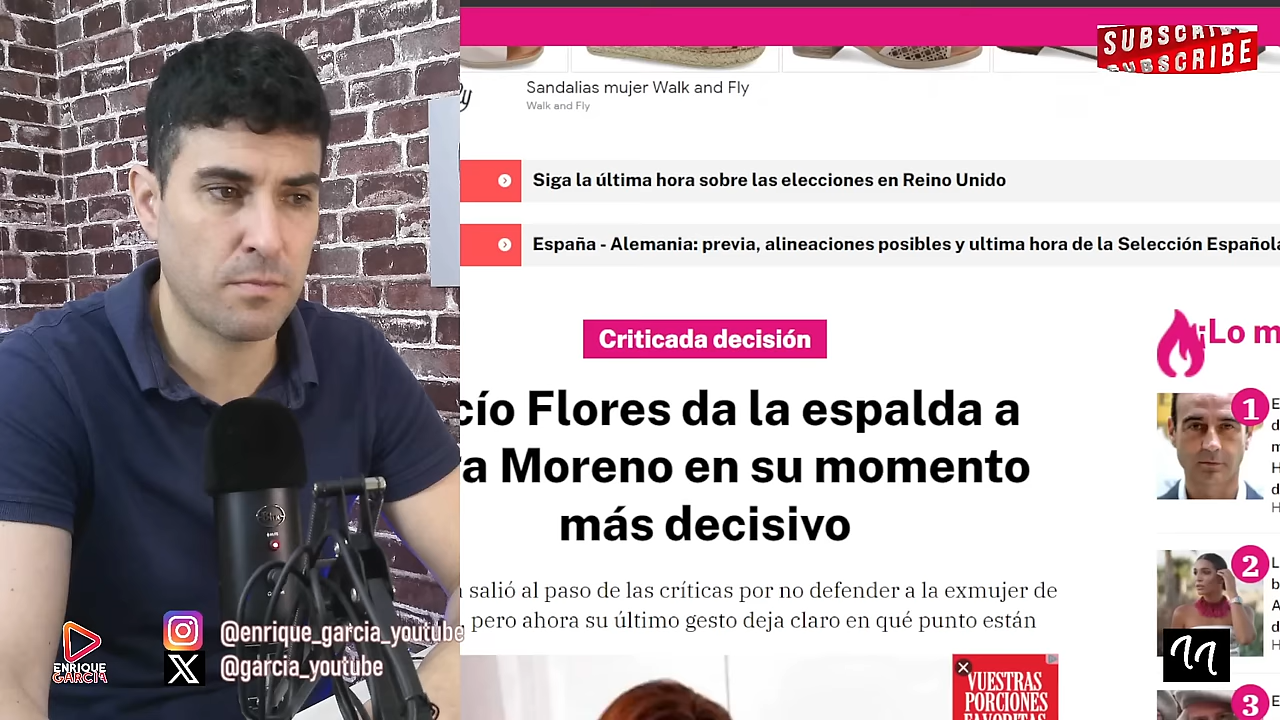 SUBSCRIBE
SUBSCRIBE
Sandalias mujer Walk and Fly
Walk and Fly
Siga la última hora sobre las elecciones en Reino Unido
España - Alemania: previa, alineaciones posibles y ultima hora de la Selección Española
Criticada decisión
cío Flores da la espalda a
a Moreno en su momento
más decisivo
salió al paso de las críticas por no defender a la exmujer de
, pero ahora su último gesto deja claro en qué punto están
¡Lo m
1
2
3
VUESTRAS
PORCIONES
FAVORITAS
@enrique_garcia_youtube
@garcia_youtube
ENRIQUE
GARCIA